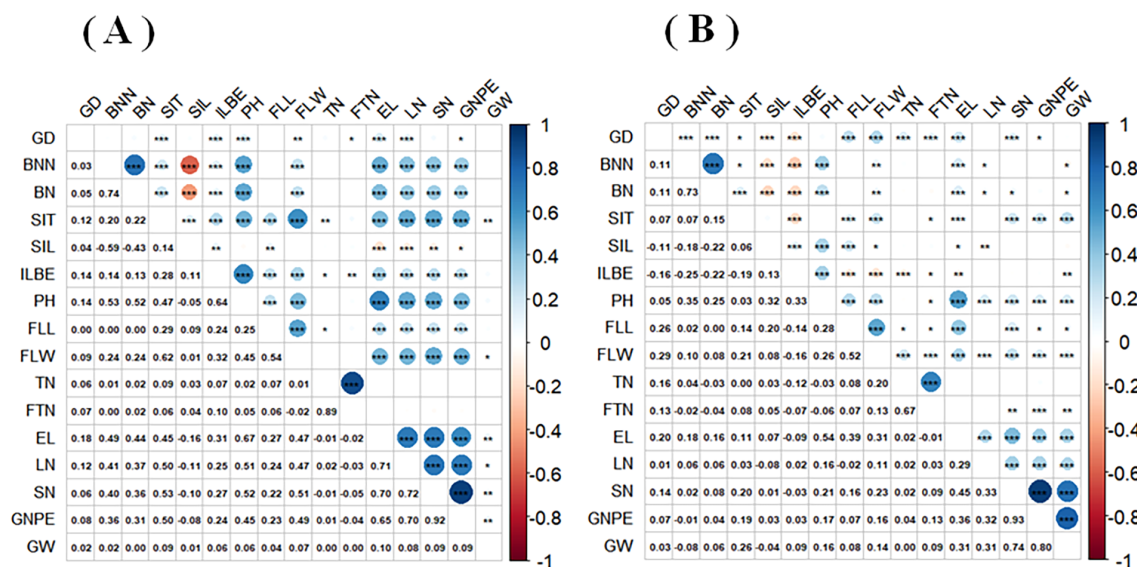 ( A )
GD BNN BN SIT SIL ILBE PH FLL FLW TN FTN EL LN SN GNPE GW
GD *** *** *** ** * *** *** *
BNN 0.03 *** *** *** *** *** *** *** *** *** ***
BN 0.05 0.74 *** *** *** *** *** *** *** *** ***
SIT 0.12 0.20 0.22 *** *** *** *** *** ** *** *** *** *** **
SIL 0.04 -0.59 -0.43 0.14 ** ** *** *** ** *
ILBE 0.14 0.14 0.13 0.28 0.11 *** *** *** * ** *** *** *** ***
PH 0.14 0.53 0.52 0.47 -0.05 0.64 *** *** *** *** *** ***
FLL 0.00 0.00 0.00 0.29 0.09 0.24 0.25 *** * *** *** *** ***
FLW 0.09 0.24 0.24 0.62 0.01 0.32 0.45 0.54 *** *** *** *** *
TN 0.06 0.01 0.02 0.09 0.03 0.07 0.02 0.07 0.01 ***
FTN 0.07 0.00 0.02 0.06 0.04 0.10 0.05 0.06 -0.02 0.89
EL 0.18 0.49 0.44 0.45 -0.16 0.31 0.67 0.27 0.47 -0.01 -0.02 *** *** *** **
LN 0.12 0.41 0.37 0.50 -0.11 0.25 0.51 0.24 0.47 0.02 -0.03 0.71 *** *** *
SN 0.06 0.40 0.36 0.53 -0.10 0.27 0.52 0.22 0.51 -0.01 -0.05 0.70 0.72 *** **
GNPE 0.08 0.36 0.31 0.50 -0.08 0.24 0.45 0.23 0.49 0.01 -0.04 0.65 0.70 0.92 **
GW 0.02 0.02 0.00 0.09 0.01 0.06 0.06 0.04 0.07 0.00 0.00 0.10 0.08 0.09 0.09
1
0.8
0.6
0.4
0.2
0
-0.2
-0.4
-0.6
-0.8
-1
( B )
GD BNN BN SIT SIL ILBE PH FLL FLW TN FTN EL LN SN GNPE GW
GD *** *** * *** *** *** *** *** *** *** *** *
BNN 0.11 *** * *** *** *** ** *** * *
BN 0.11 0.73 *** *** *** *** ** *** * * *
SIT 0.07 0.07 0.15 *** *** *** * *** *** *** ***
SIL -0.11 -0.18 -0.22 0.06 *** *** *** * * **
ILBE -0.16 -0.25 -0.22 -0.19 0.13 *** *** *** *** * ** **
PH 0.05 0.35 0.25 0.03 0.32 0.33 *** *** * *** *** *** *** ***
FLL 0.26 0.02 0.00 0.14 0.20 -0.14 0.28 *** * * *** *** * *
FLW 0.29 0.10 0.08 0.21 0.08 -0.16 0.26 0.52 *** *** *** *** *** *** ***
TN 0.16 0.04 -0.03 0.00 0.03 -0.12 -0.03 0.08 0.20 ***
FTN 0.13 -0.02 -0.04 0.08 0.05 -0.07 -0.06 0.07 0.13 0.67 ** *** **
EL 0.20 0.18 0.16 0.11 0.07 -0.09 0.54 0.39 0.31 0.02 -0.01 *** *** *** ***
LN 0.01 0.06 0.06 0.03 -0.08 0.02 0.16 -0.02 0.11 0.02 0.03 0.29 *** *** ***
SN 0.14 0.02 0.08 0.20 0.01 -0.03 0.21 0.16 0.23 0.02 0.09 0.45 0.33 *** ***
GNPE 0.07 -0.01 0.04 0.19 0.03 0.03 0.17 0.07 0.16 0.04 0.13 0.36 0.32 0.93 ***
GW 0.03 -0.08 0.06 0.26 -0.04 0.09 0.16 0.08 0.14 0.00 0.09 0.31 0.31 0.74 0.80
1
0.8
0.6
0.4
0.2
0
-0.2
-0.4
-0.6
-0.8
-1